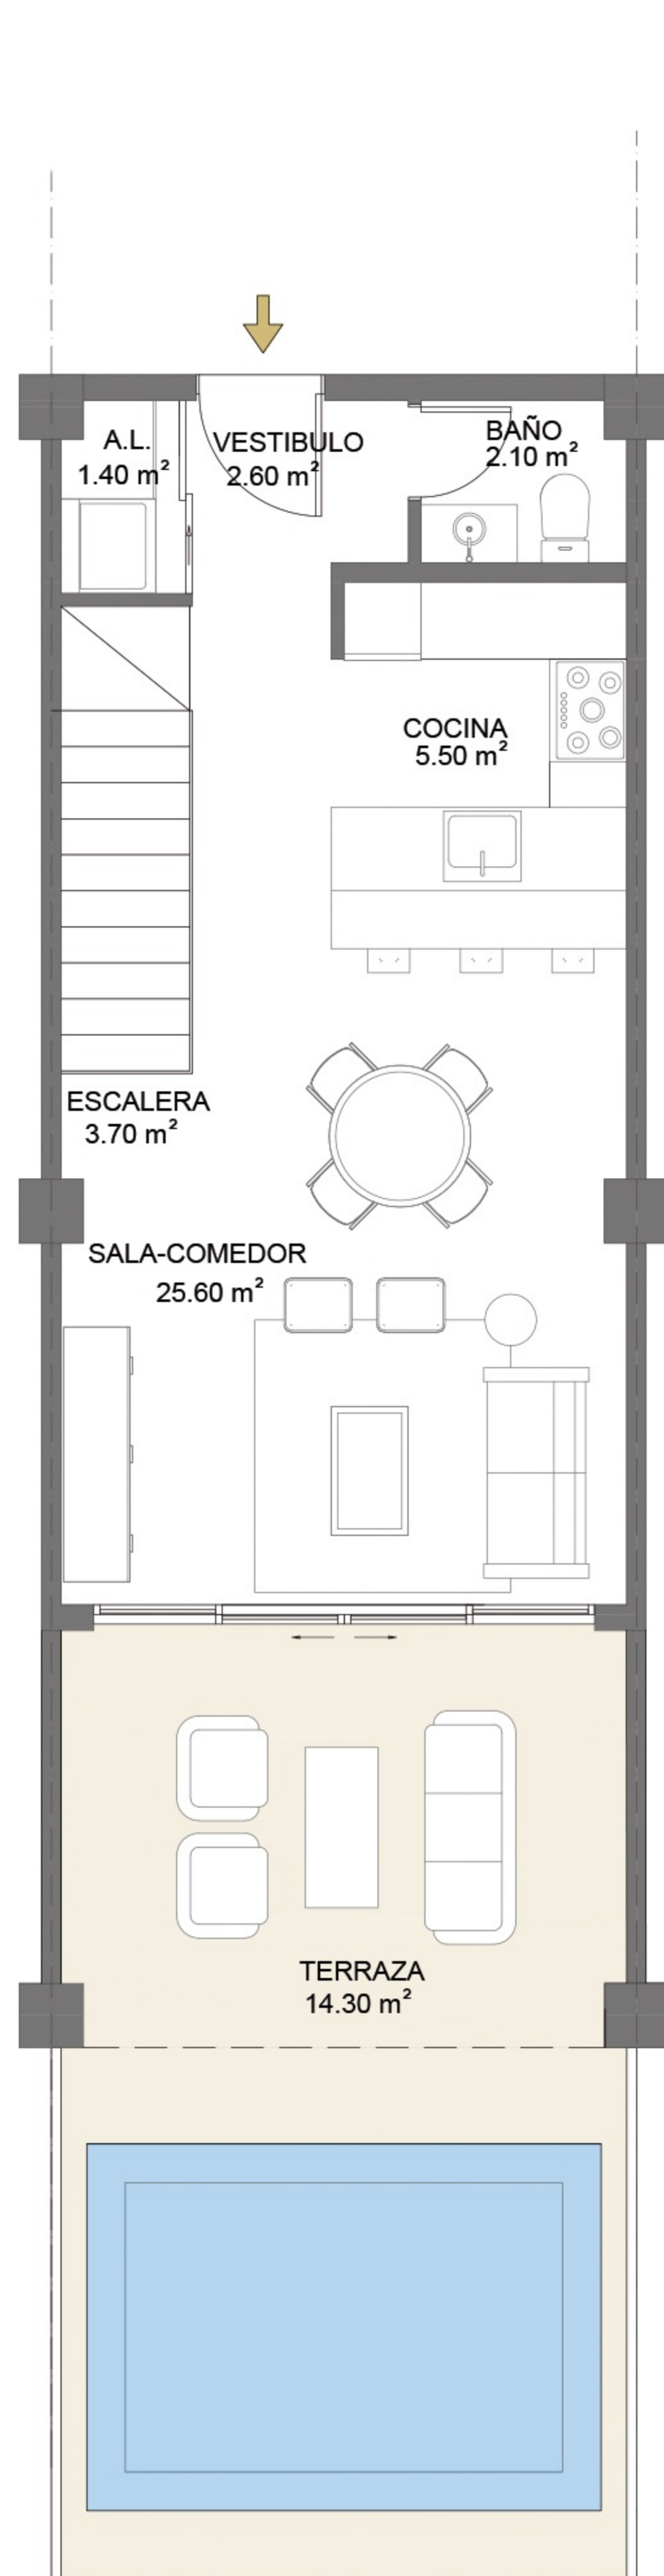 A.L.
1.40 m²
VESTIBULO
2.60 m²
BAÑO
2.10 m²
COCINA
5.50 m²
ESCALERA
3.70 m²
SALA-COMEDOR
25.60 m²
TERRAZA
14.30 m²